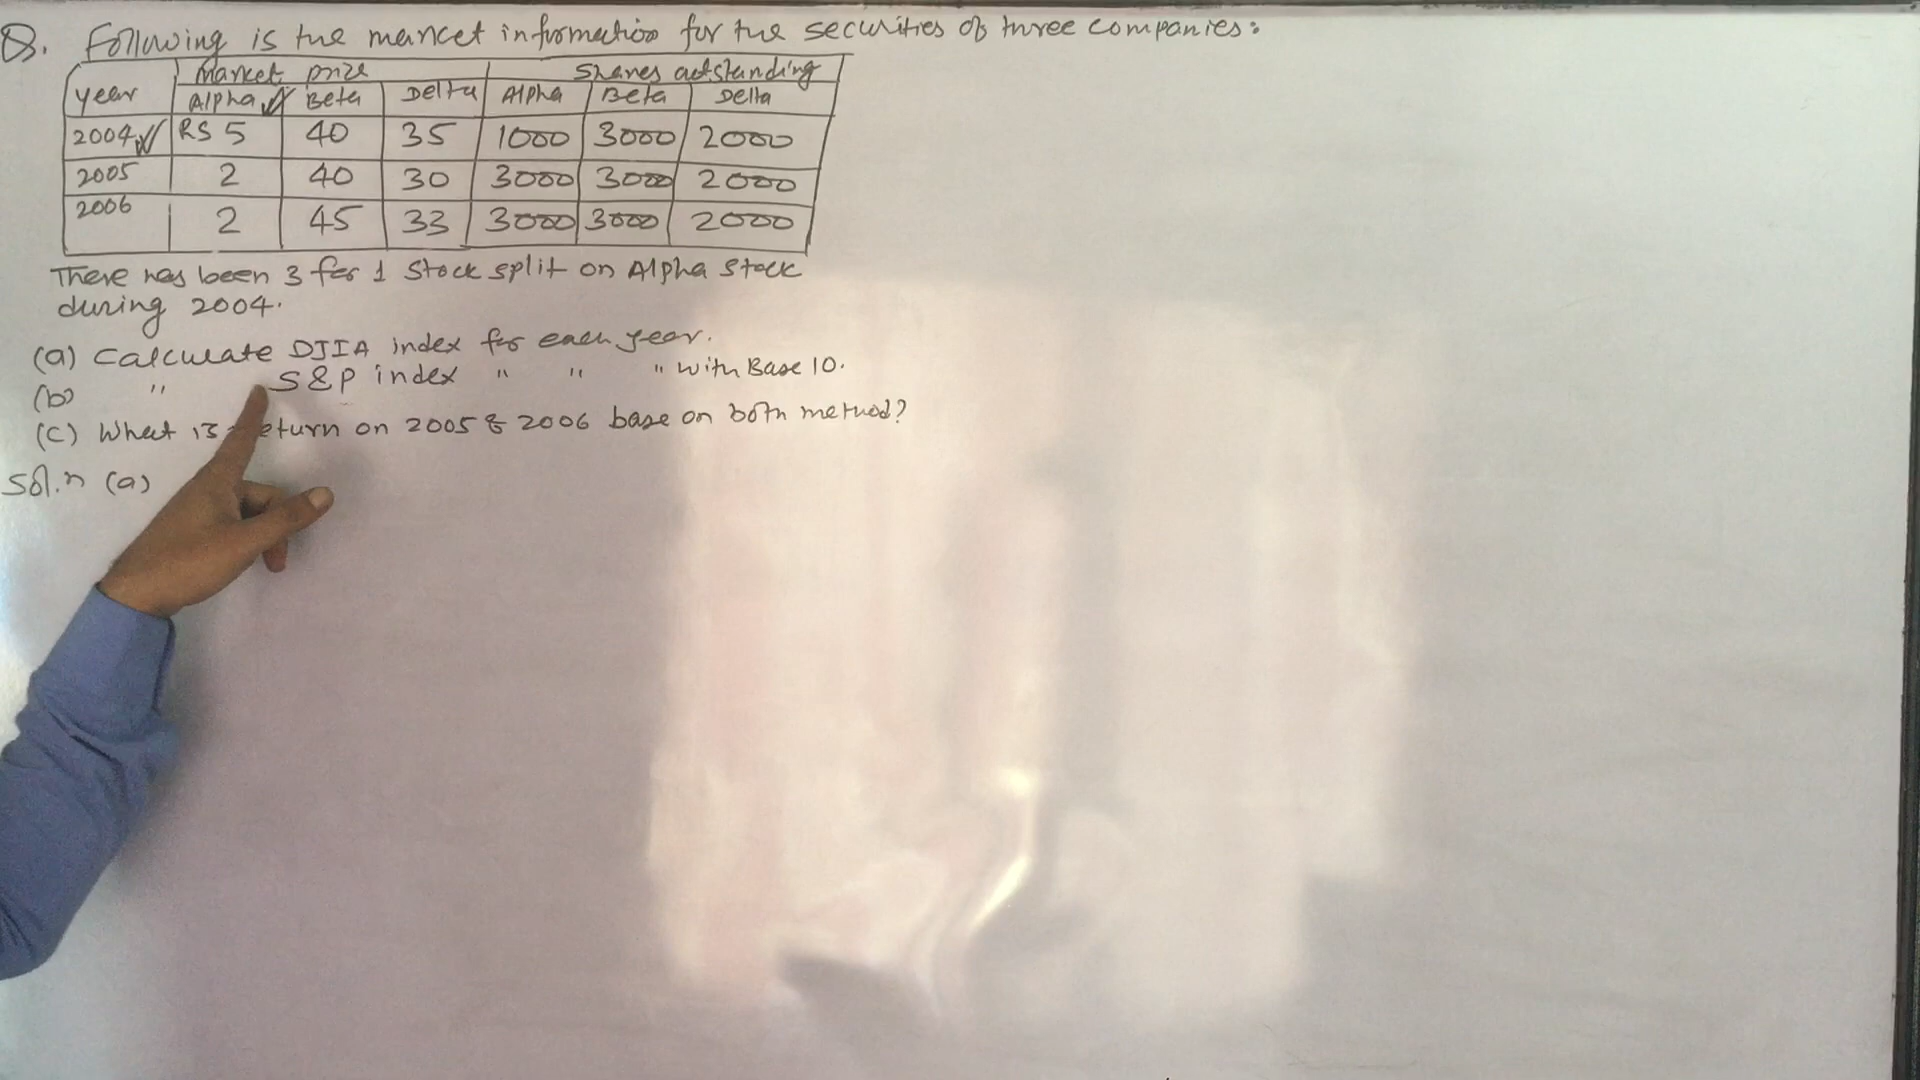 Q. Following is the market information for the securities of three companies:
year Market prize Shares outstanding
Alpha Beta Delta Alpha Beta Delta
2004 RS 5 40 35 1000 3000 2000
2005 2 40 30 3000 3000 2000
2006 2 45 33 3000 3000 2000
There has been 3 for 1 stock split on Alpha stock
during 2004.
(a) Calculate DJIA index for each year.
(b) " S&P index " " " with Base 10.
(c) What is return on 2005 & 2006 base on both method?
Sol.n (a)